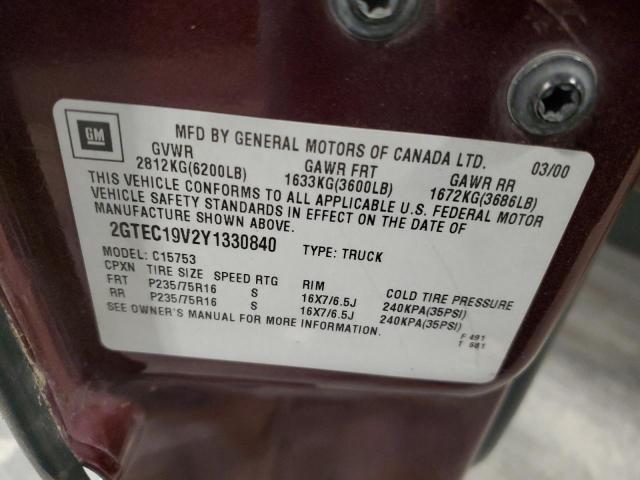 GM
MFD BY GENERAL MOTORS OF CANADA LTD. 03/00
GVWR GAWR FRT GAWR RR
2812KG(6200LB) 1633KG(3600LB) 1672KG(3686LB)
THIS VEHICLE CONFORMS TO ALL APPLICABLE U.S. FEDERAL MOTOR
VEHICLE SAFETY STANDARDS IN EFFECT ON THE DATE OF
MANUFACTURE SHOWN ABOVE.
2GTEC19V2Y1330840 TYPE: TRUCK
MODEL: C15753
CPXN TIRE SIZE SPEED RTG RIM COLD TIRE PRESSURE
FRT P235/75R16 S 16X7/6.5J 240KPA(35PSI)
RR P235/75R16 S 16X7/6.5J 240KPA(35PSI)
SEE OWNER'S MANUAL FOR MORE INFORMATION.
F 491
T 981